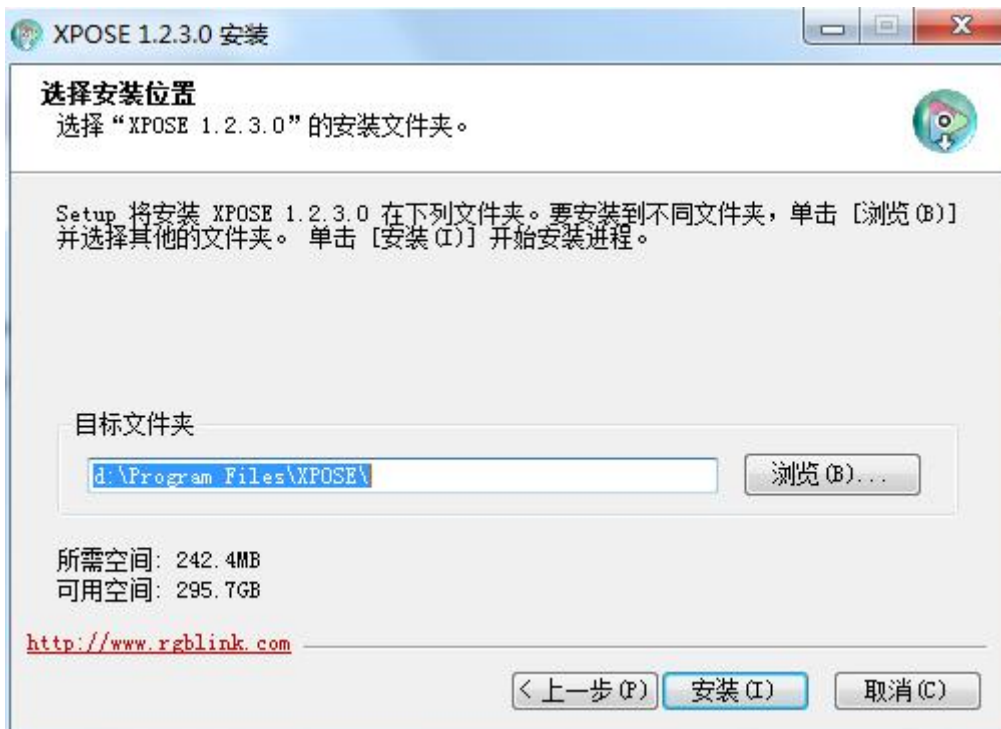 XPOSE 1.2.3.0 安装
选择安装位置
选择“XPOSE 1.2.3.0”的安装文件夹。
Setup 将安装 XPOSE 1.2.3.0 在下列文件夹。要安装到不同文件夹，单击 [浏览(B)]
并选择其他的文件夹。 单击 [安装(I)] 开始安装进程。
目标文件夹
d:\Program Files\XPOSE\
浏览(B)...
所需空间: 242.4MB
可用空间: 295.7GB
http://www.rgblink.com
< 上一步(P)
安装(I)
取消(C)